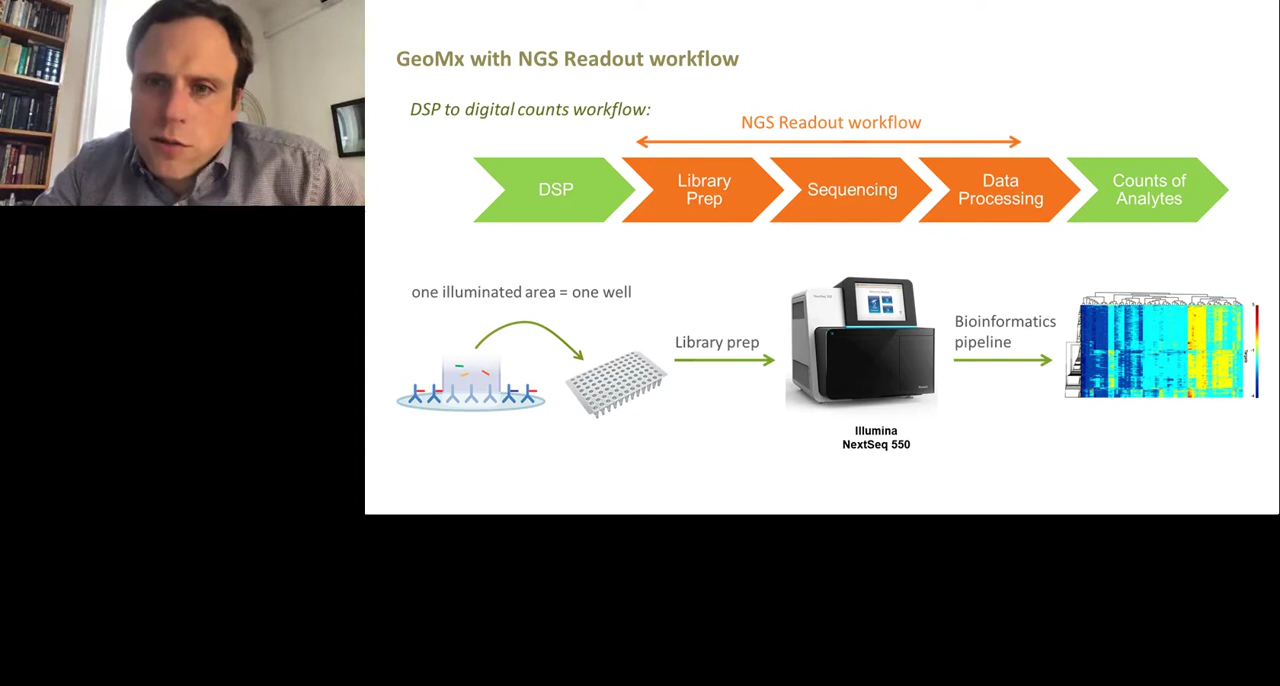 GeoMx with NGS Readout workflow
DSP to digital counts workflow:
NGS Readout workflow
DSP
Library
Prep
Sequencing
Data
Processing
Counts of
Analytes
one illuminated area = one well
Library prep
Bioinformatics
pipeline
Illumina
NextSeq 550